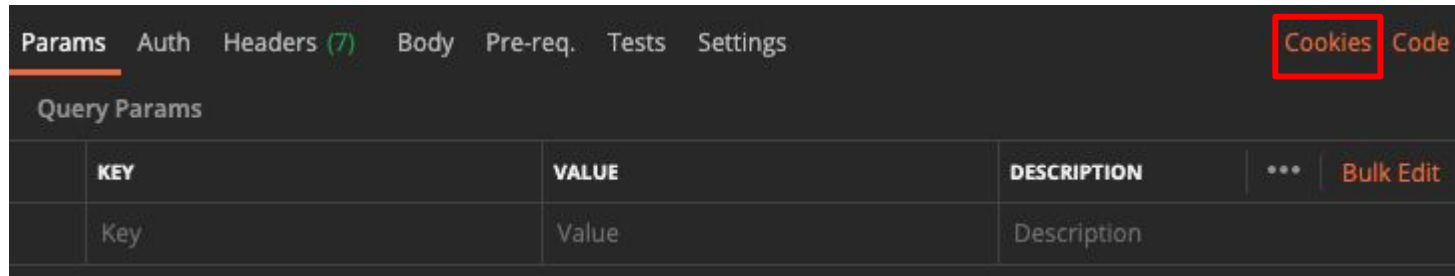 Params Auth Headers (7) Body Pre-req. Tests Settings Cookies Code
Query Params
KEY VALUE DESCRIPTION ••• Bulk Edit
Key Value Description